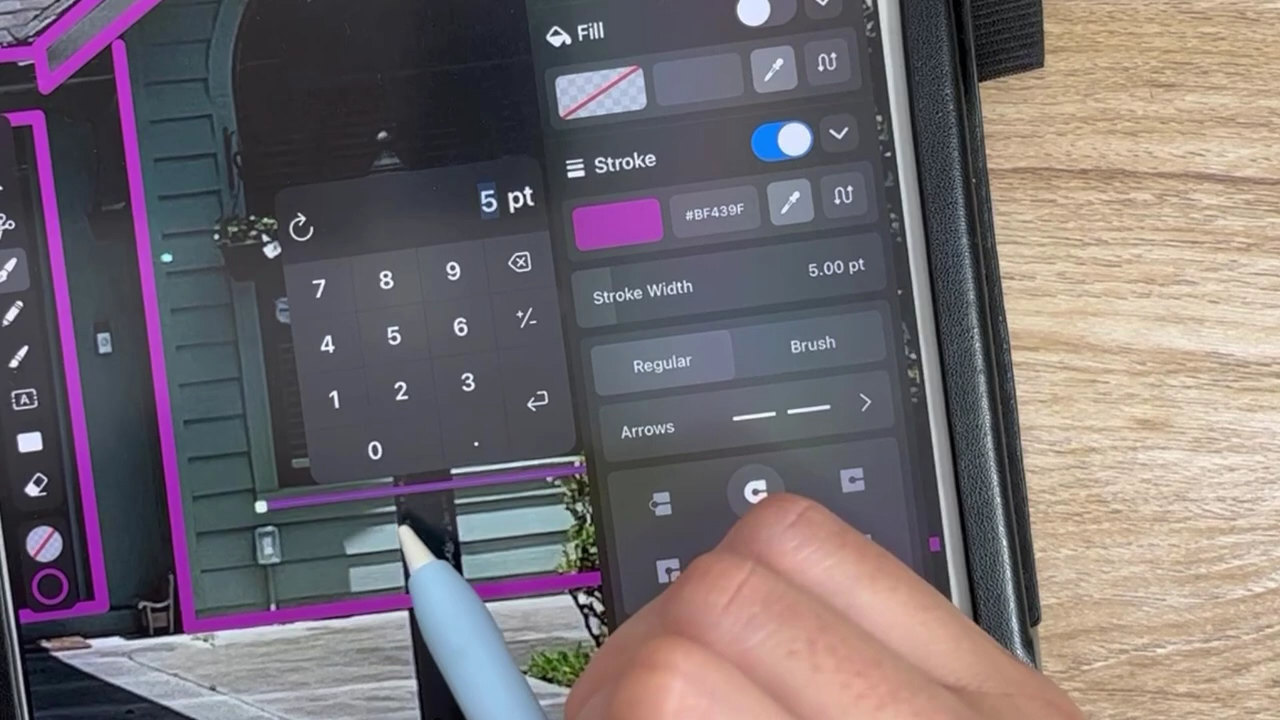 Fill
Stroke
#BF439F
Stroke Width 5.00 pt
Regular Brush
Arrows
5 pt
7 8 9
4 5 6 +/-
1 2 3
0 .
A